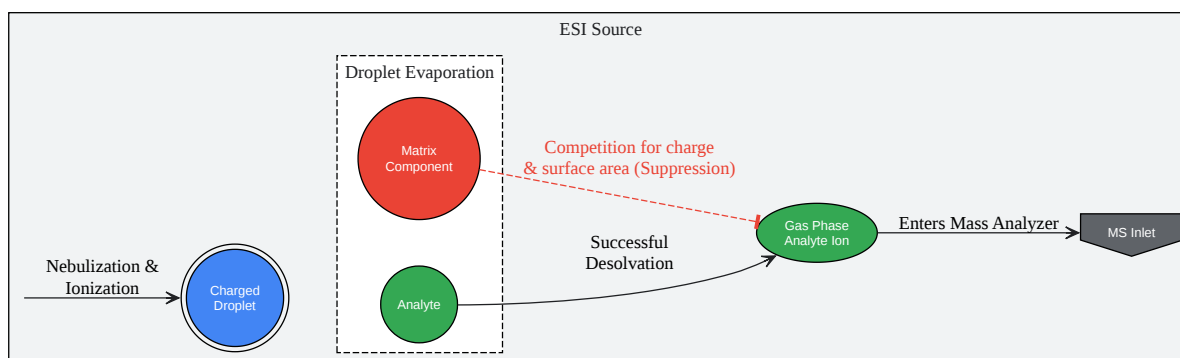 ESI Source
Droplet Evaporation
Matrix
Component
Competition for charge
& surface area (Suppression)
Gas Phase
Analyte Ion
Enters Mass Analyzer
MS Inlet
Successful
Desolvation
Nebulization &
Ionization
Charged
Droplet
Analyte